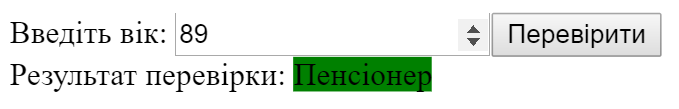 Введіть вік: 89 Перевірити
Результат перевірки: Пенсіонер